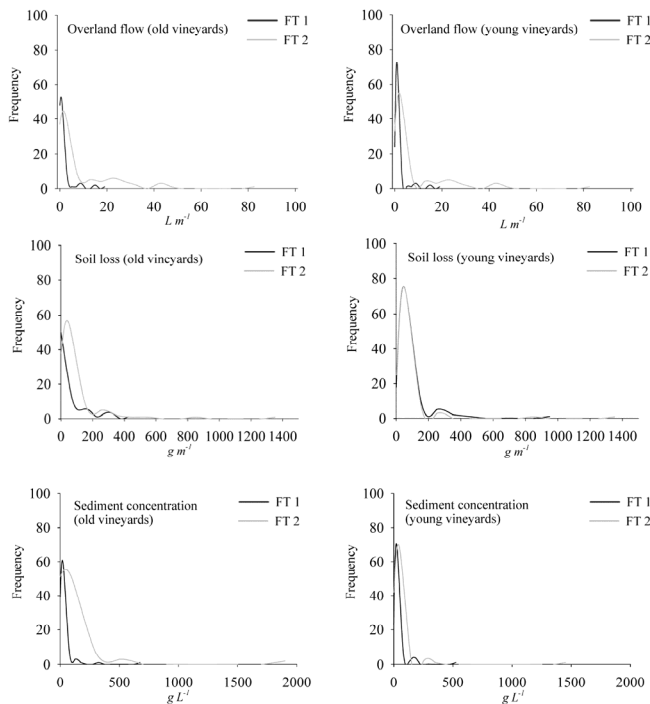 Overland flow (old vineyards)
FT 1
FT 2
Frequency
100
80
60
40
20
0
0 20 40 60 80 100
L m⁻¹
Overland flow (young vineyards)
FT 1
FT 2
Frequency
100
80
60
40
20
0
0 20 40 60 80 100
L m⁻¹
Soil loss (old vineyards)
FT 1
FT 2
Frequency
100
80
60
40
20
0
0 200 400 600 800 1000 1200 1400
g m⁻¹
Soil loss (young vineyards)
FT 1
FT 2
Frequency
100
80
60
40
20
0
0 200 400 600 800 1000 1200 1400
g m⁻¹
Sediment concentration
(old vineyards)
FT 1
FT 2
Frequency
100
80
60
40
20
0
0 500 1000 1500 2000
g L⁻¹
Sediment concentration
(young vineyards)
FT 1
FT 2
Frequency
100
80
60
40
20
0
0 500 1000 1500 2000
g L⁻¹